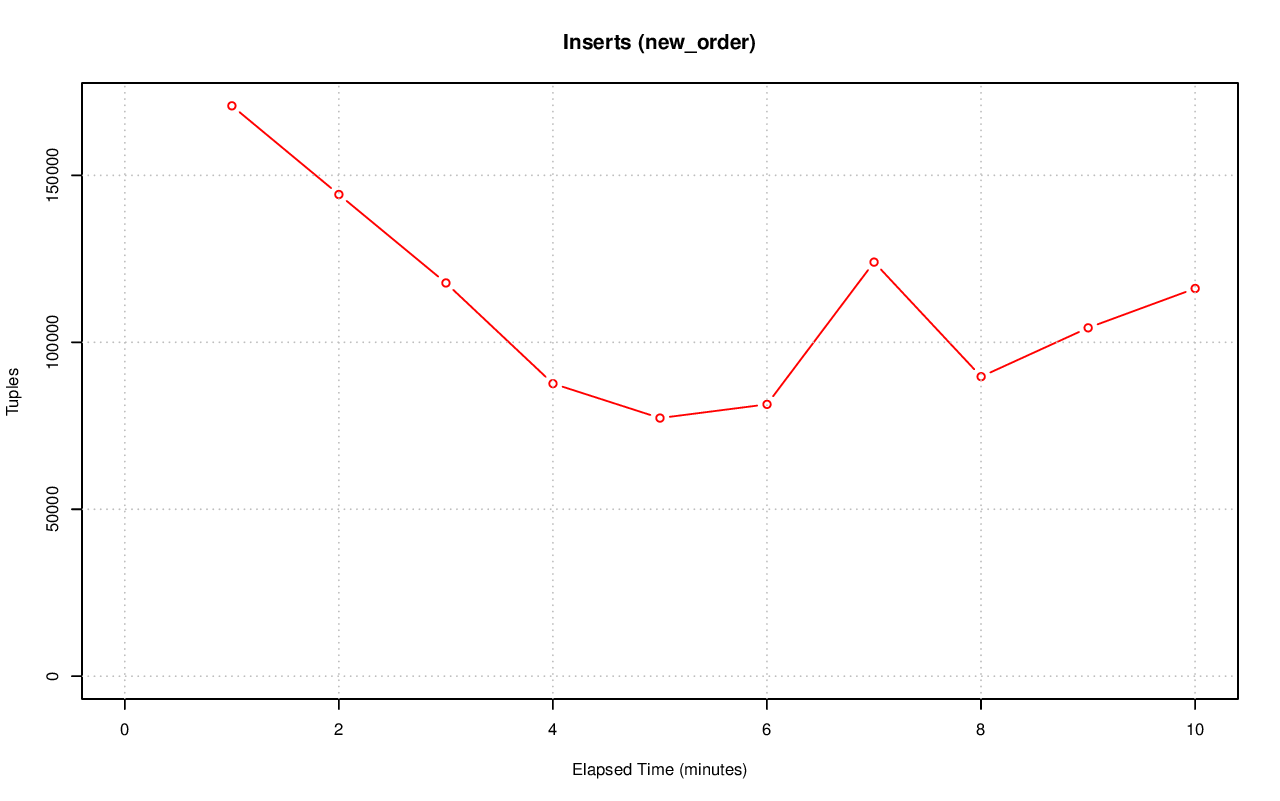 Inserts (new_order)
Tuples
150000
100000
50000
0
0 2 4 6 8 10
Elapsed Time (minutes)